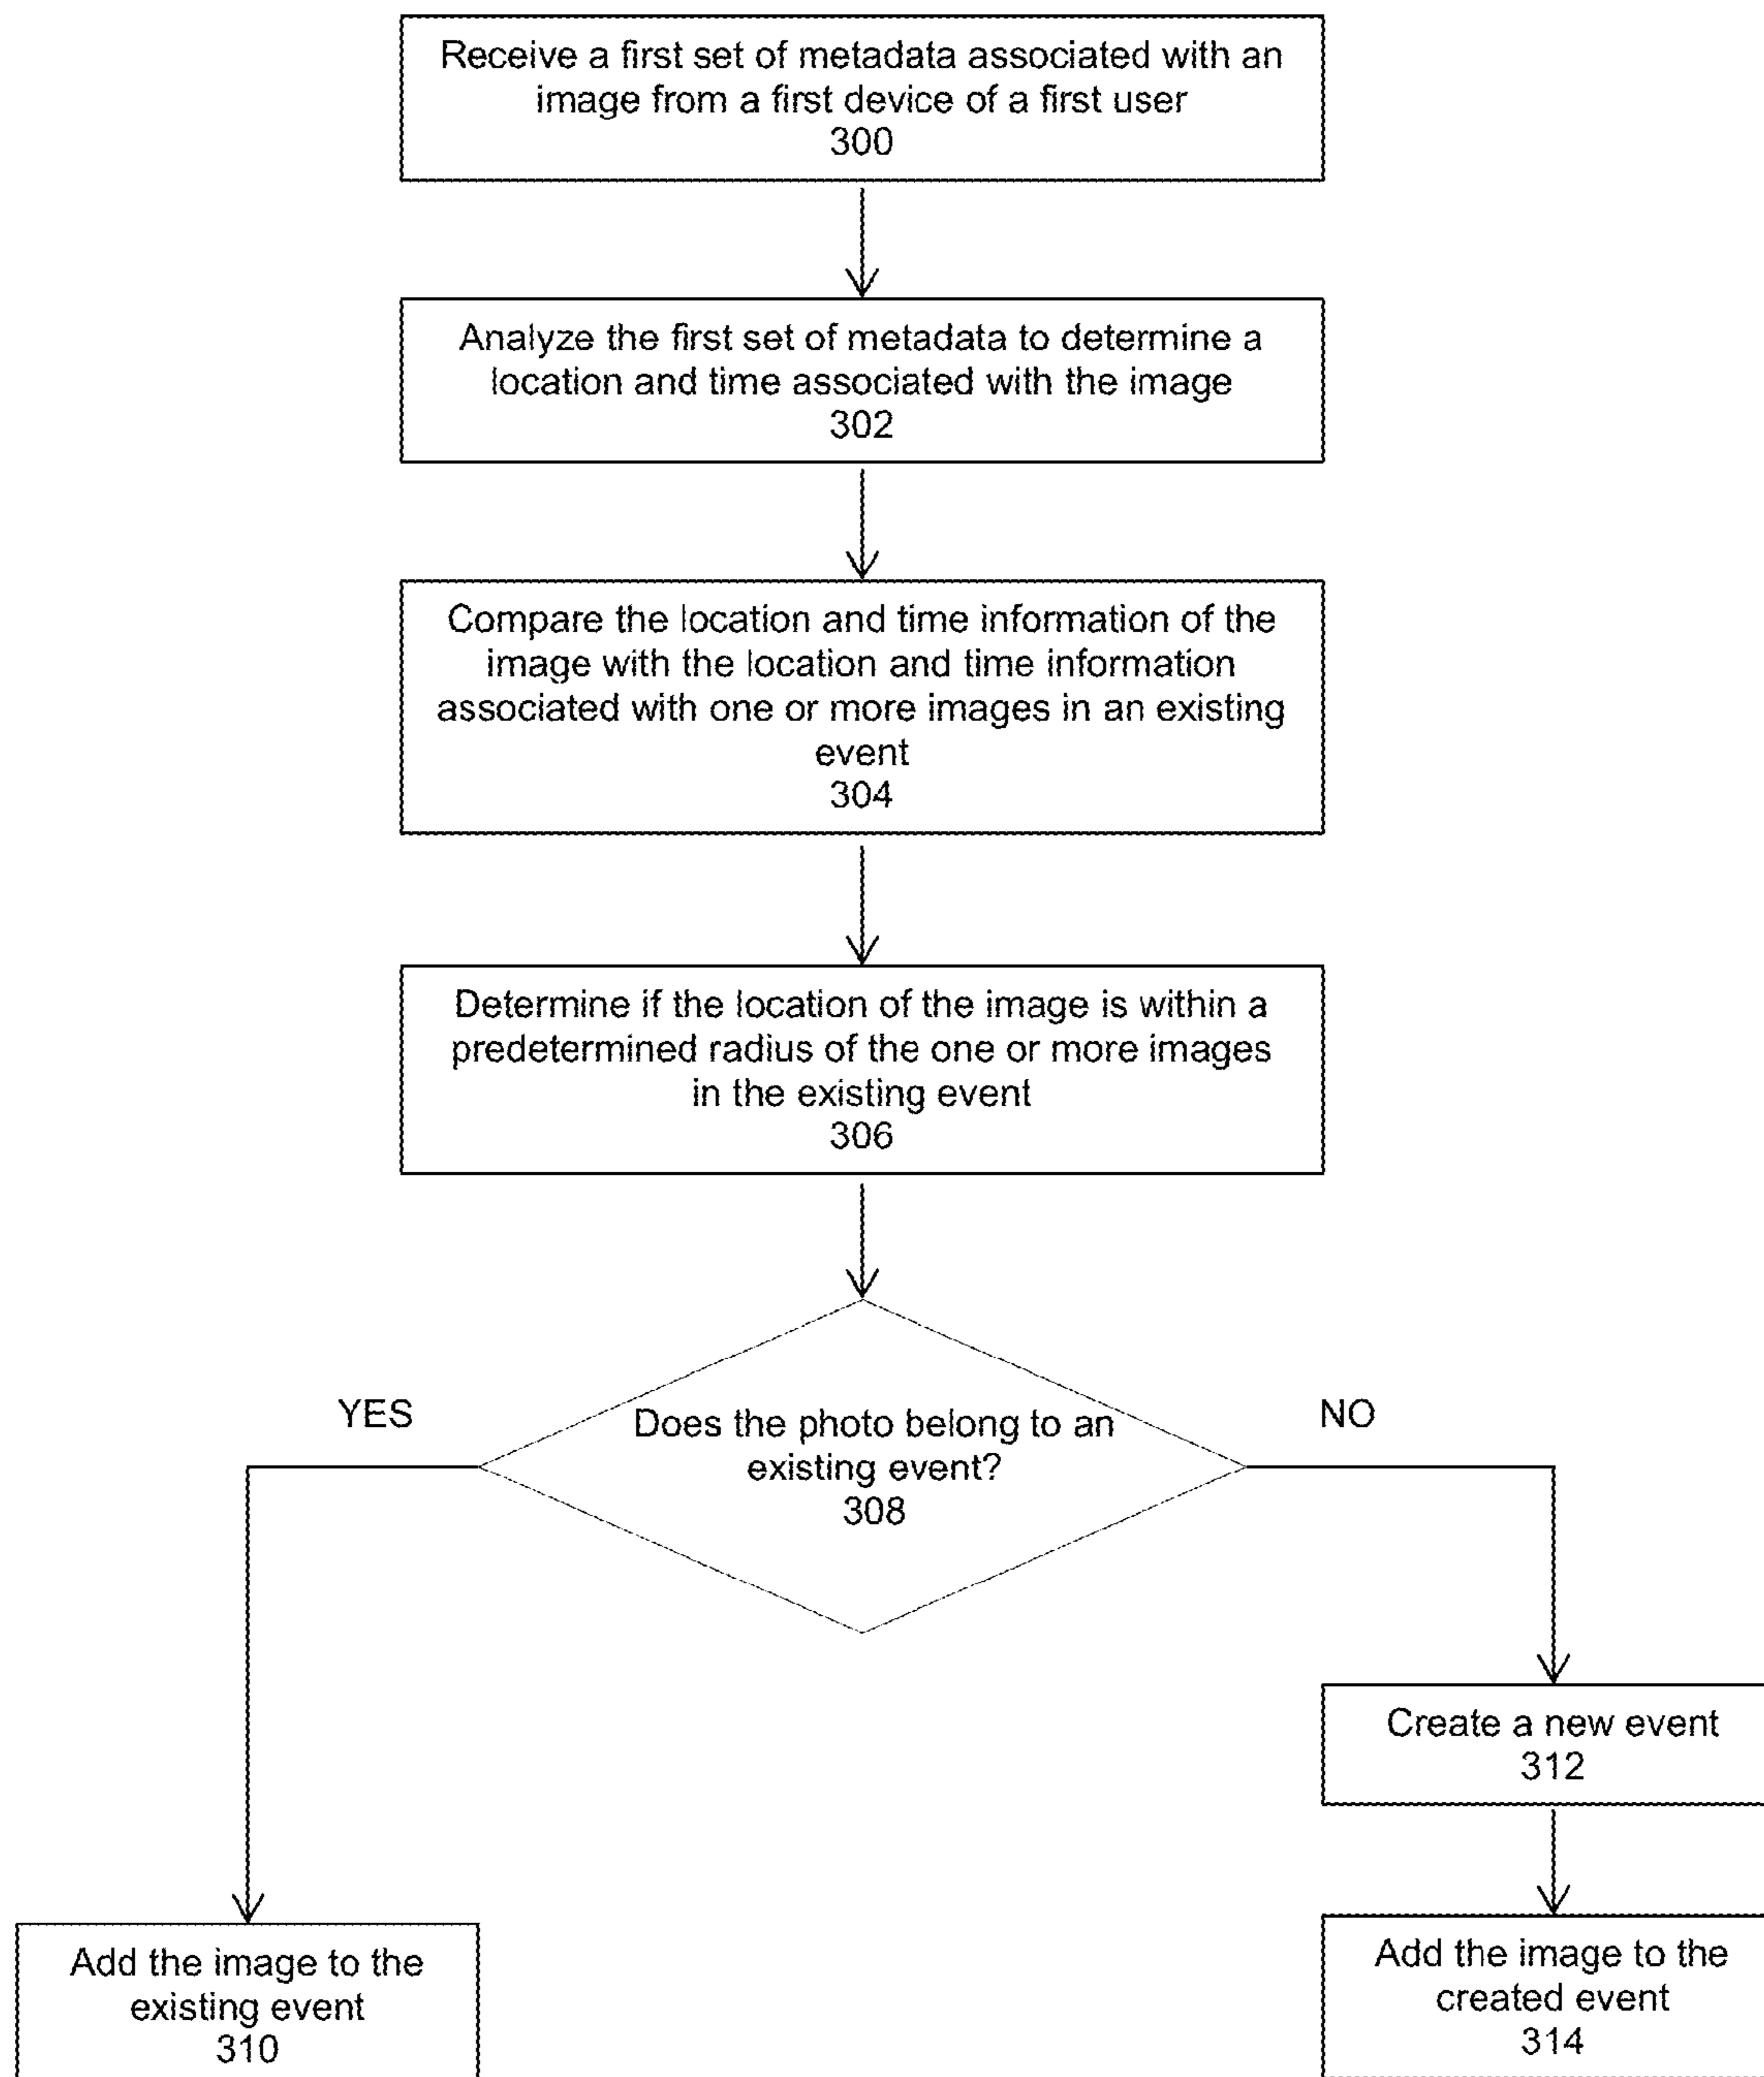 Receive a first set of metadata associated with an
image from a first device of a first user
300
Analyze the first set of metadata to determine a
location and time associated with the image
302
Compare the location and time information of the
image with the location and time information
associated with one or more images in an existing
event
304
Determine if the location of the image is within a
predetermined radius of the one or more images
in the existing event
306
YES
NO
Does the photo belong to an
existing event?
308
Create a new event
312
Add the image to the
existing event
310
Add the image to the
created event
314